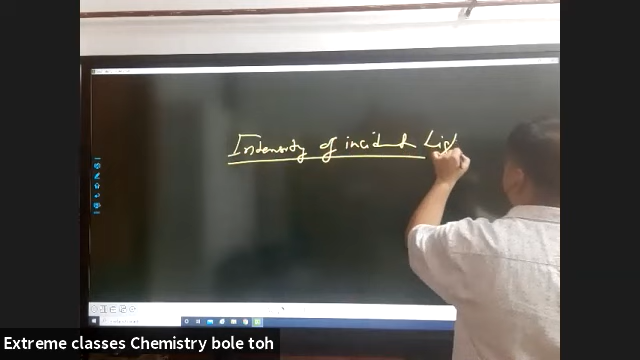 Intensity of incident Lig
Extreme classes Chemistry bole toh